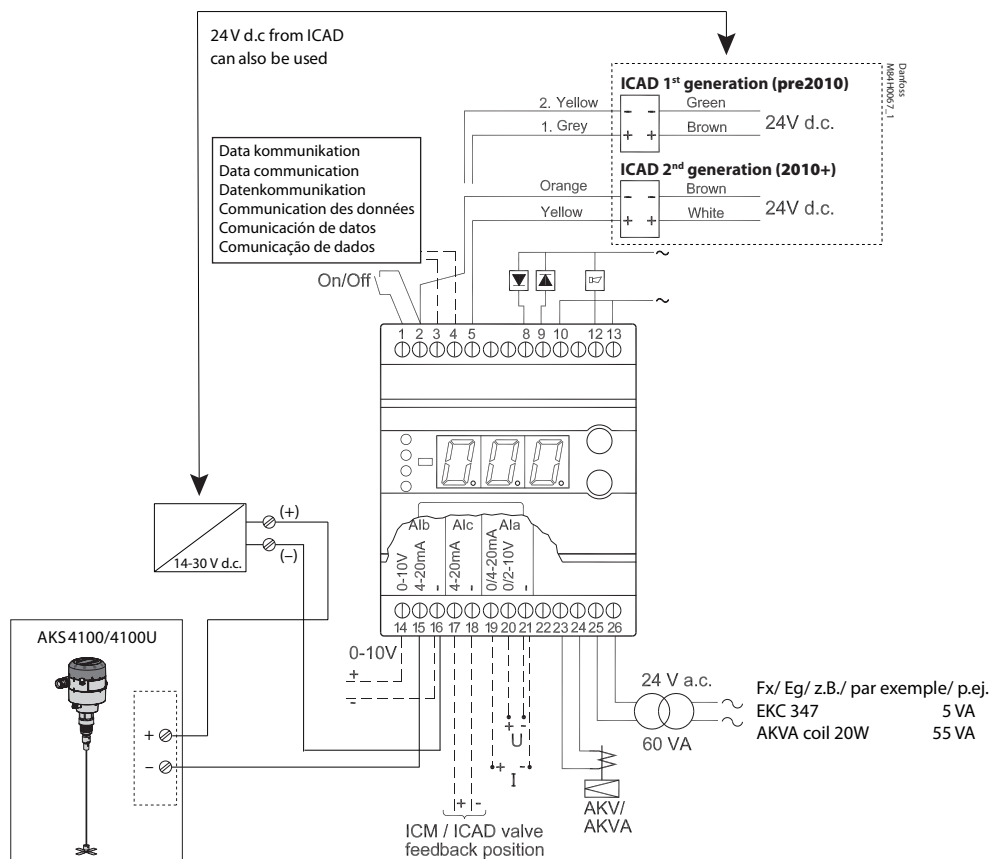 24V d.c from ICAD
can also be used
Danfoss
M84H0067_1
ICAD 1st generation (pre2010)
2. Yellow - - Green
1. Grey + + Brown
24V d.c.
ICAD 2nd generation (2010+)
Orange - - Brown
Yellow + + White
24V d.c.
Data kommunikation
Data communication
Datenkommunikation
Communication des données
Comunicación de datos
Comunicação de dados
On/Off
~
~
1 2 3 4 5 8 9 10 12 13
AIb AIc AIa
0-10V
4-20mA
-
4-20mA
-
0/4-20mA
0/2-10V
-
14 15 16 17 18 19 20 21 22 23 24 25 26
14-30 V d.c.
(+)
(-)
AKS 4100/4100U
+
-
0-10V
+
-
+ -
U
+ -
I
+ -
ICM / ICAD valve
feedback position
AKV/
AKVA
24 V a.c.
60 VA
~
~
Fx/ Eg/ z.B./ par exemple/ p.ej.
EKC 347 5 VA
AKVA coil 20W 55 VA